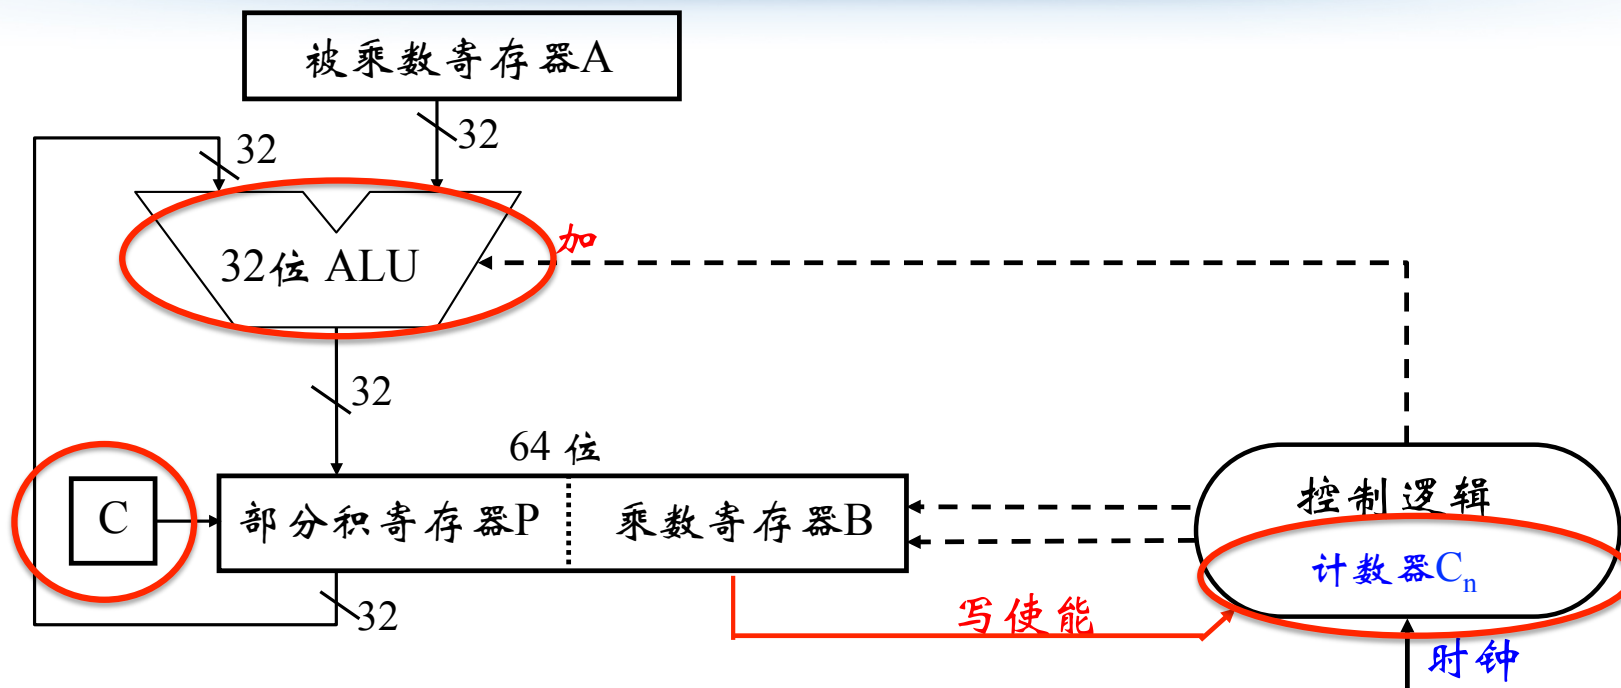 被乘数寄存器A
32
32
32位 ALU
加
32
64 位
C
部分积寄存器P
乘数寄存器B
控制逻辑
计数器Cn
32
写使能
时钟